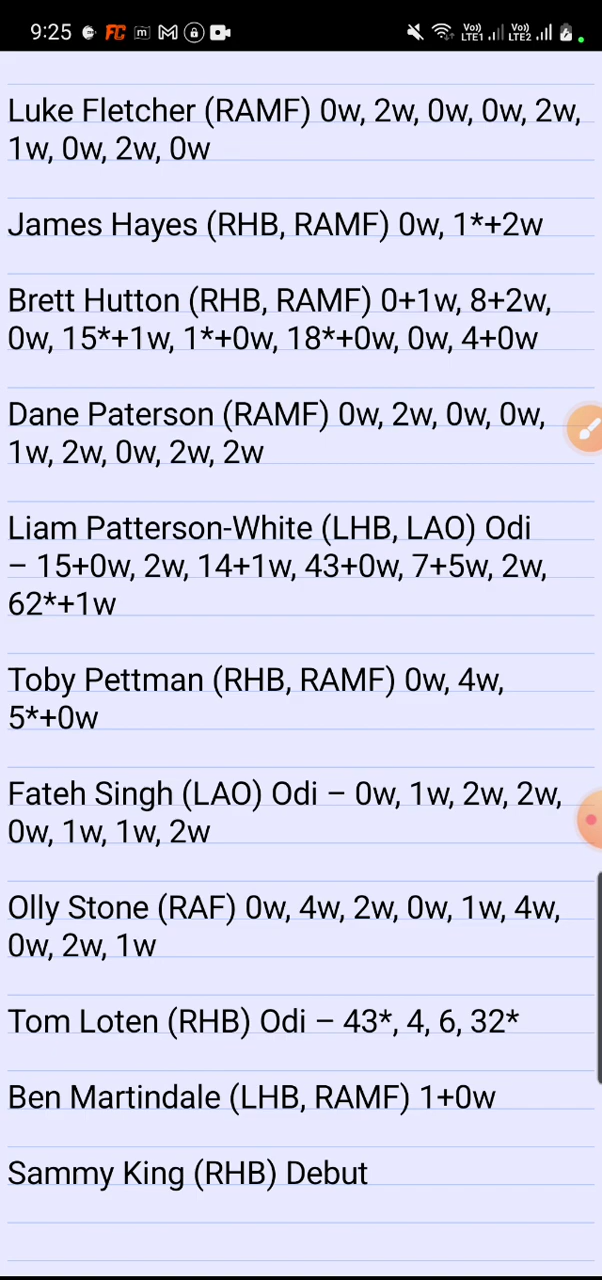 9:25 FC m M Vo)) LTE1 Vo)) LTE2
Luke Fletcher (RAMF) 0w, 2w, 0w, 0w, 2w,
1w, 0w, 2w, 0w
James Hayes (RHB, RAMF) 0w, 1*+2w
Brett Hutton (RHB, RAMF) 0+1w, 8+2w,
0w, 15*+1w, 1*+0w, 18*+0w, 0w, 4+0w
Dane Paterson (RAMF) 0w, 2w, 0w, 0w,
1w, 2w, 0w, 2w, 2w
Liam Patterson-White (LHB, LAO) Odi
– 15+0w, 2w, 14+1w, 43+0w, 7+5w, 2w,
62*+1w
Toby Pettman (RHB, RAMF) 0w, 4w,
5*+0w
Fateh Singh (LAO) Odi – 0w, 1w, 2w, 2w,
0w, 1w, 1w, 2w
Olly Stone (RAF) 0w, 4w, 2w, 0w, 1w, 4w,
0w, 2w, 1w
Tom Loten (RHB) Odi – 43*, 4, 6, 32*
Ben Martindale (LHB, RAMF) 1+0w
Sammy King (RHB) Debut